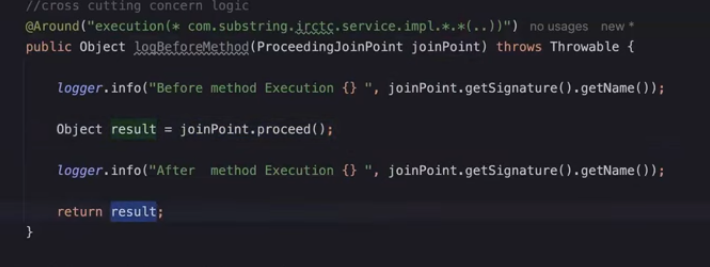 //cross cutting concern logic
@Around("execution(* com.substring.irctc.service.impl.*.*(..))") no usages new *
public Object logBeforeMethod(ProceedingJoinPoint joinPoint) throws Throwable {
logger.info("Before method Execution {} ", joinPoint.getSignature().getName());
Object result = joinPoint.proceed();
logger.info("After  method Execution {} ", joinPoint.getSignature().getName());
return result;
}